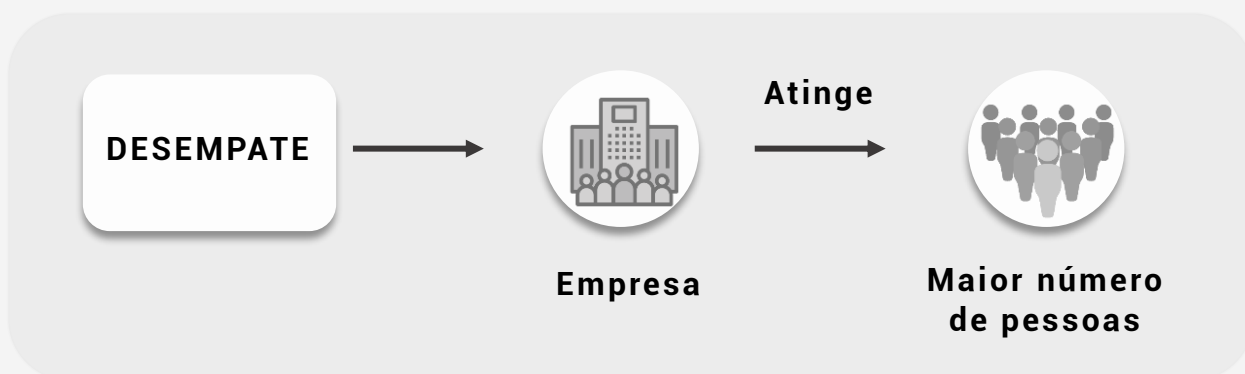 DESEMPATE
Atinge
Empresa
Maior número
de pessoas